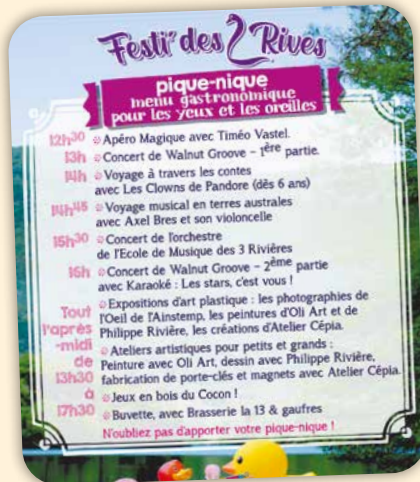 Festi' des 2 Rives
pique-nique
menu gastronomique
pour les yeux et les oreilles
12h30 Apéro Magique avec Timéo Vastel.
13h Concert de Walnut Groove - 1ère partie.
14h Voyage à travers les contes
avec Les Clowns de Pandore (dès 6 ans)
14h45 Voyage musical en terres australes
avec Axel Bres et son violoncelle
15h30 Concert de l'orchestre
de l'Ecole de Musique des 3 Rivières
16h Concert de Walnut Groove - 2ème partie
avec Karaoké : Les stars, c'est vous !
Tout l'après-midi de 13h30 à 17h30
Expositions d'art plastique : les photographies de
l'Oeil de l'Ainstemp, les peintures d'Oli Art et de
Philippe Rivière, les créations d'Atelier Cépia.
Ateliers artistiques pour petits et grands :
Peinture avec Oli Art, dessin avec Philippe Rivière,
fabrication de porte-clés et magnets avec Atelier Cépia.
Jeux en bois du Cocon !
Buvette, avec Brasserie la 13 & gaufres
N'oubliez pas d'apporter votre pique-nique !